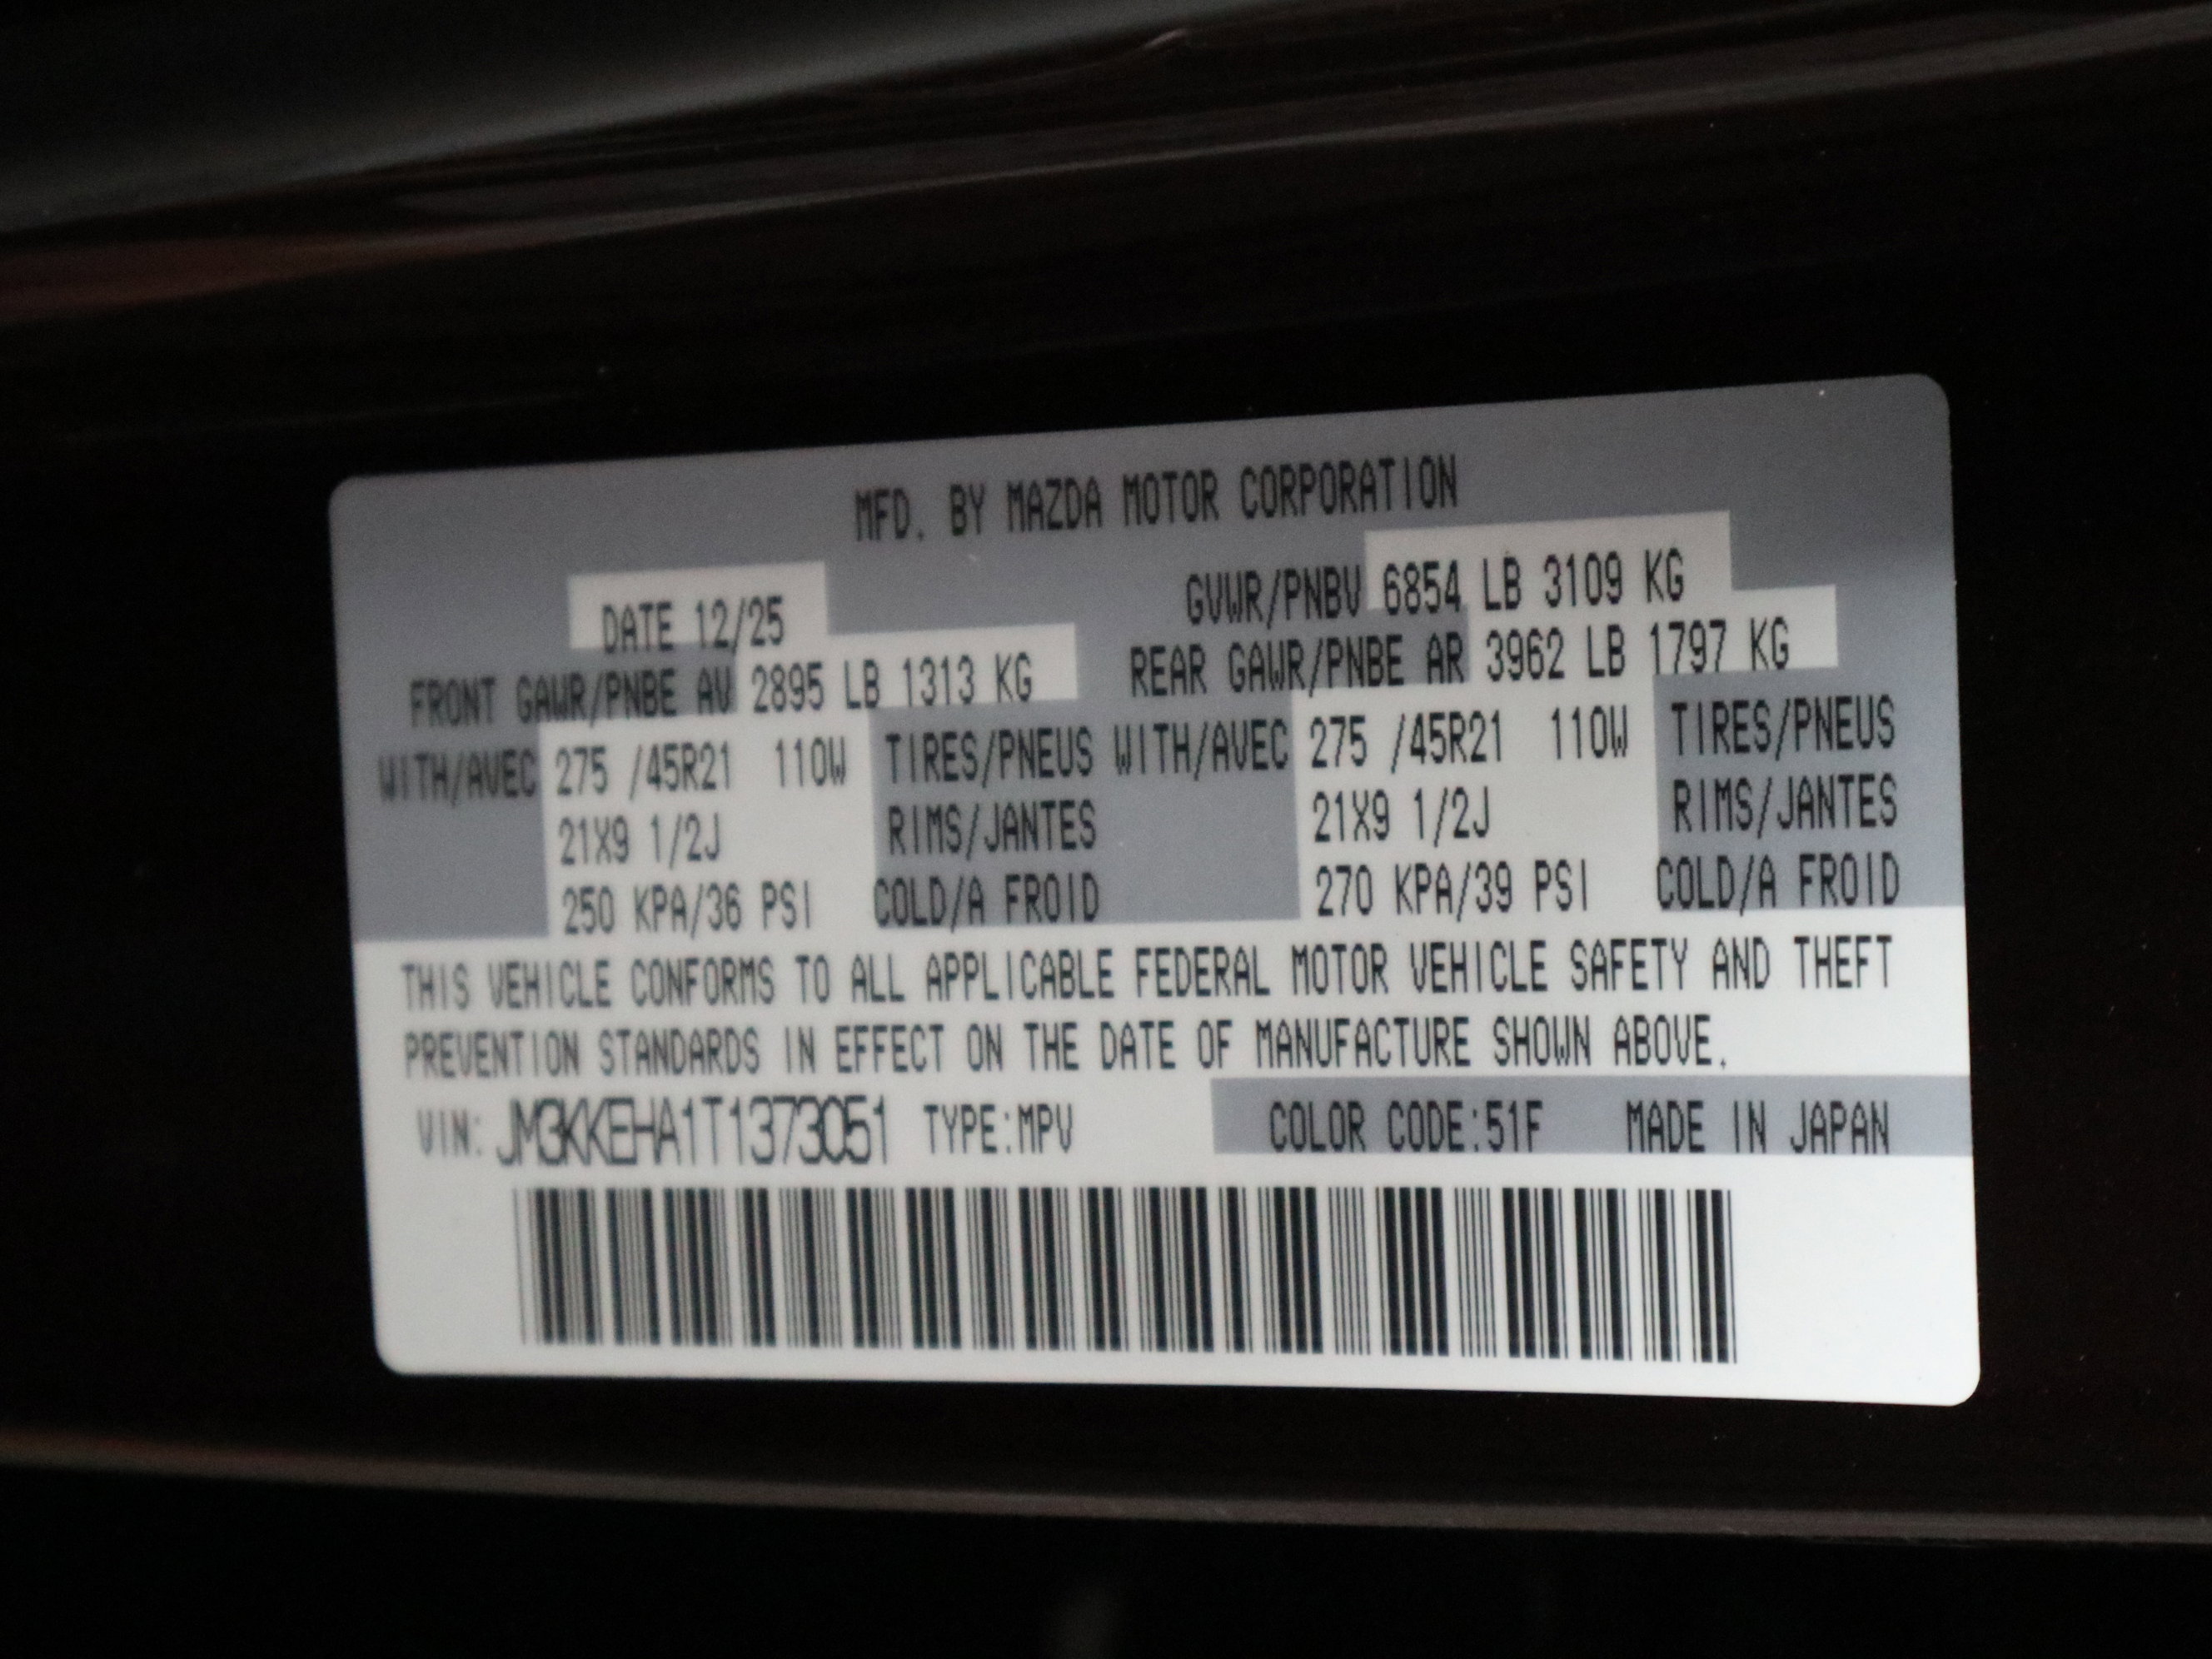 MFD. BY MAZDA MOTOR CORPORATION
DATE 12/25 GVWR/PNBV 6854 LB 3109 KG
FRONT GAWR/PNBE AV 2895 LB 1313 KG REAR GAWR/PNBE AR 3962 LB 1797 KG
WITH/AVEC 275 /45R21 110W TIRES/PNEUS WITH/AVEC 275 /45R21 110W TIRES/PNEUS
21X9 1/2J RIMS/JANTES 21X9 1/2J RIMS/JANTES
250 KPA/36 PSI COLD/A FROID 270 KPA/39 PSI COLD/A FROID
THIS VEHICLE CONFORMS TO ALL APPLICABLE FEDERAL MOTOR VEHICLE SAFETY AND THEFT
PREVENTION STANDARDS IN EFFECT ON THE DATE OF MANUFACTURE SHOWN ABOVE.
VIN: JM3KKEHA1T1373051 TYPE:MPV COLOR CODE:51F MADE IN JAPAN